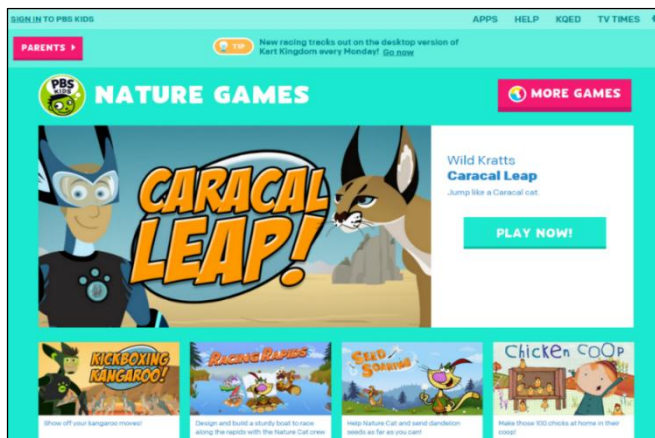 SIGN IN TO PBS KIDS
APPS HELP KQED TV TIMES
PARENTS
TIP
New racing tracks out on the desktop version of
Kart Kingdom every Monday! Go now
PBS
KIDS
NATURE GAMES
MORE GAMES
CARACAL
LEAP!
Wild Kratts
Caracal Leap
Jump like a Caracal cat.
PLAY NOW!
KICKBOXING
KANGAROO!
Show off your kangaroo moves!
RACING RAPIDS
Design and build a sturdy boat to race
along the rapids with the Nature Cat crew
SEED
SOARING
Help Nature Cat and send dandelion
seeds as far as you can!
Chicken COOP
Make those 100 chicks at home in their
coop!